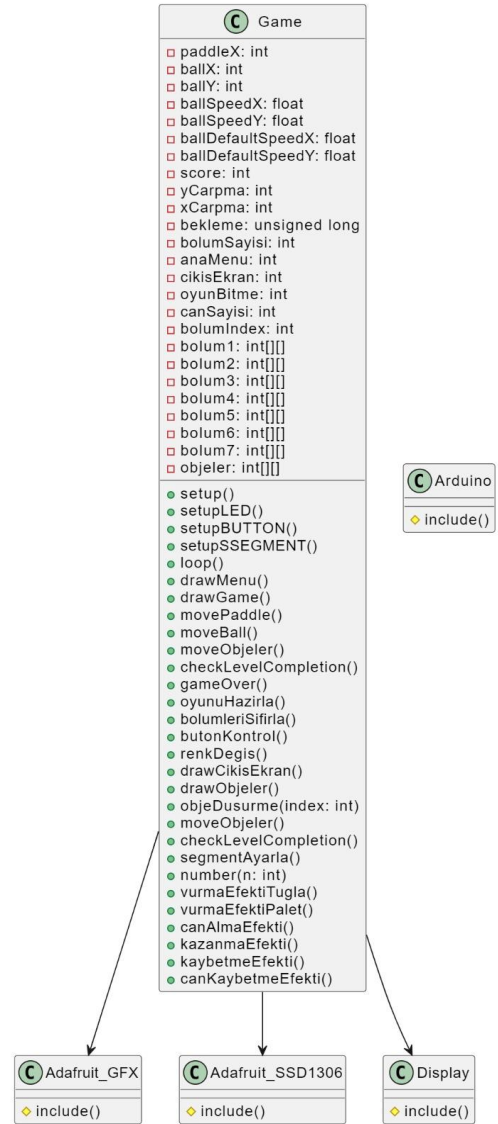 C Game
paddleX: int
ballX: int
ballY: int
ballSpeedX: float
ballSpeedY: float
ballDefaultSpeedX: float
ballDefaultSpeedY: float
score: int
yCarpma: int
xCarpma: int
bekleme: unsigned long
bolumSayisi: int
anaMenu: int
cikisEkran: int
oyunBitme: int
canSayisi: int
bolumIndex: int
bolum1: int[][]
bolum2: int[][]
bolum3: int[][]
bolum4: int[][]
bolum5: int[][]
bolum6: int[][]
bolum7: int[][]
objeler: int[][]
setup()
setupLED()
setupBUTTON()
setupSSEGMENT()
loop()
drawMenu()
drawGame()
movePaddle()
moveBall()
moveObjeler()
checkLevelCompletion()
gameOver()
oyunuHazirla()
bolumleriSifirla()
butonKontrol()
renkDegis()
drawCikisEkran()
drawObjeler()
objeDusurme(index: int)
moveObjeler()
checkLevelCompletion()
segmentAyarla()
number(n: int)
vurmaEfektiTugla()
vurmaEfektiPalet()
canAlmaEfekti()
kazanmaEfekti()
kaybetmeEfekti()
canKaybetmeEfekti()
C Arduino
include()
C Adafruit_GFX
include()
C Adafruit_SSD1306
include()
C Display
include()